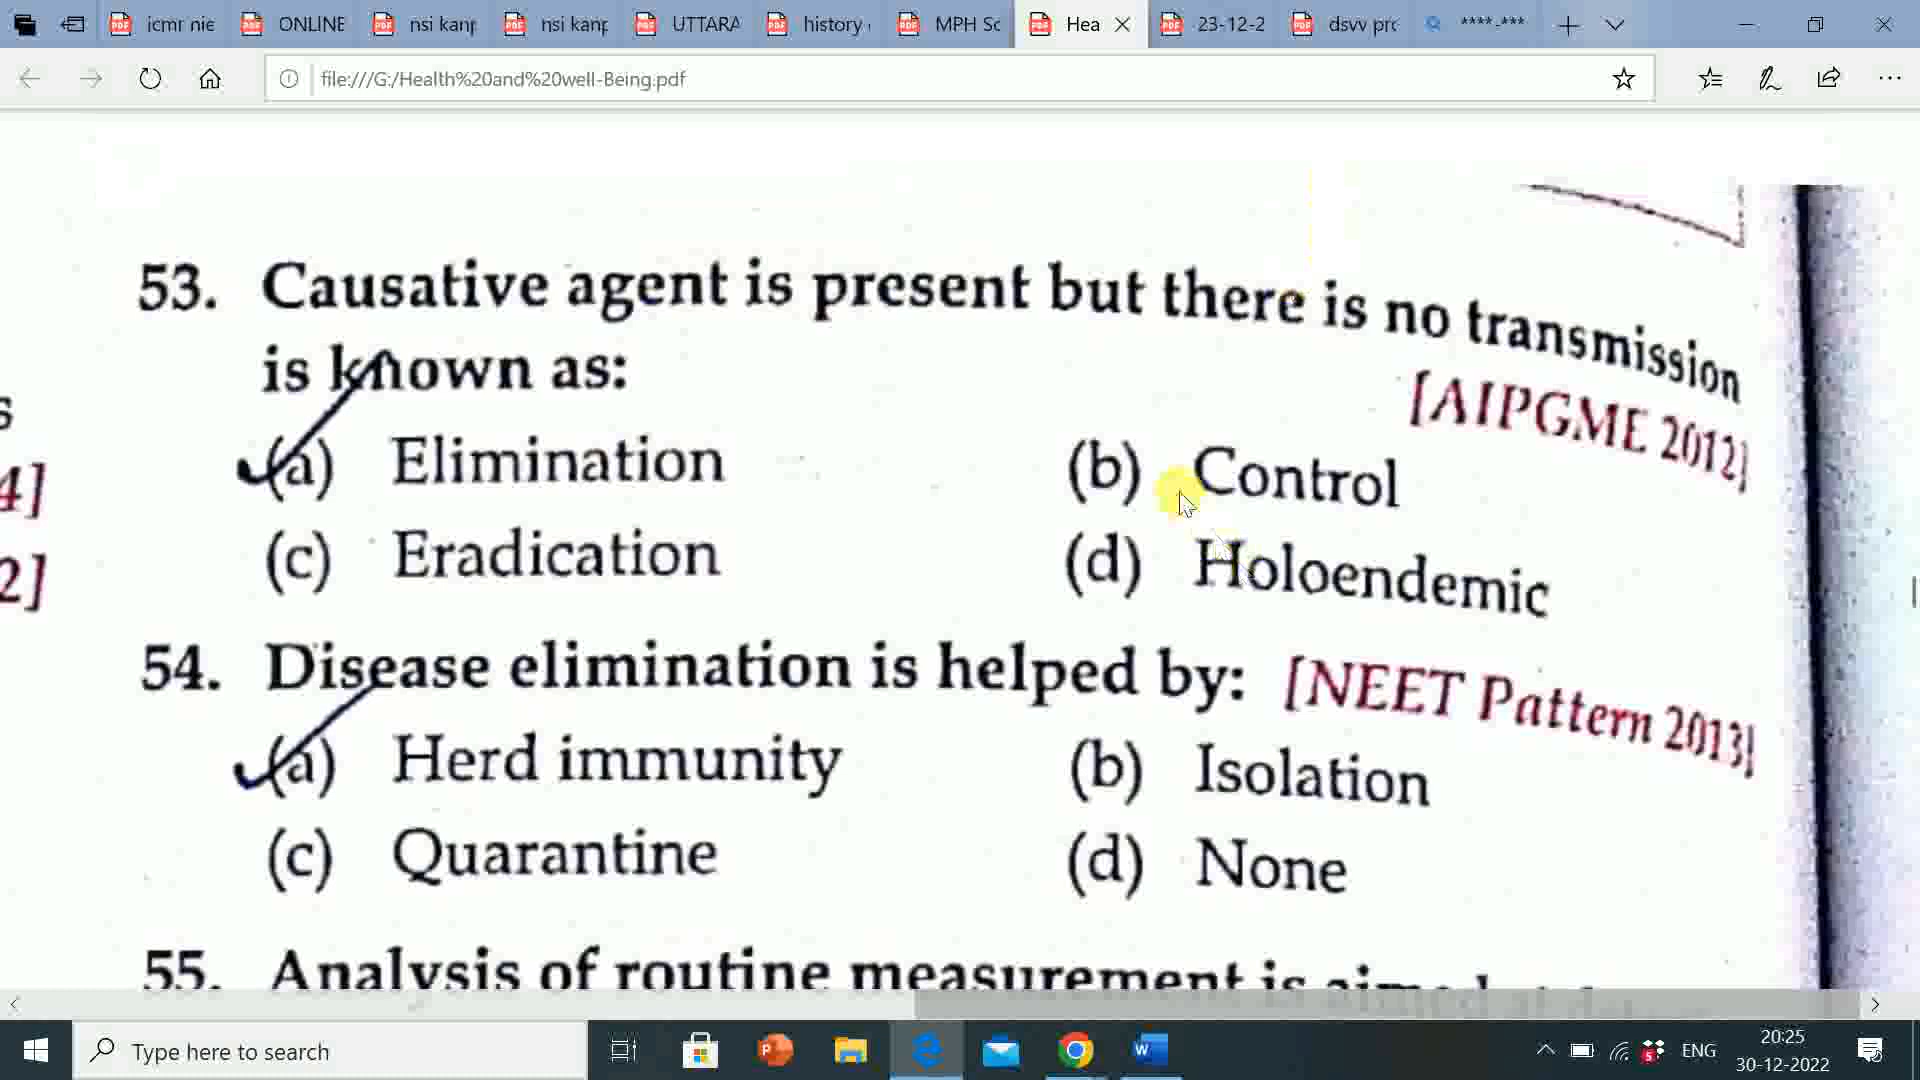 icmr nie
ONLINE
nsi kanp
nsi kanp
UTTARA
history
MPH Sc
Hea
23-12-2
dsvv pro
****-***
file:///G:/Health%20and%20well-Being.pdf
53. Causative agent is present but there is no transmission
is known as:
[AIPGME 2012]
(a) Elimination
(b) Control
(c) Eradication
(d) Holoendemic
4]
2]
54. Disease elimination is helped by: [NEET Pattern 2013]
(a) Herd immunity
(b) Isolation
(c) Quarantine
(d) None
55. Analysis of routine measurement is aimed at
Type here to search
ENG
20:25
30-12-2022